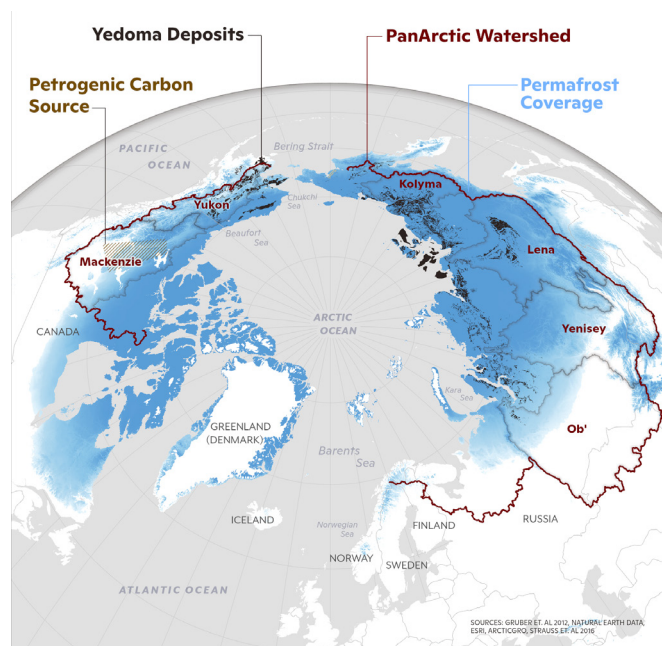 Yedoma Deposits
PanArctic Watershed
Petrogenic Carbon
Source
Permafrost
Coverage
PACIFIC
OCEAN
Bering Strait
Kolyma
Yukon
Chukchi
Sea
Beaufort
Sea
Lena
Mackenzie
ARCTIC
OCEAN
CANADA
Yenisey
Kara
Sea
GREENLAND
(DENMARK)
Ob'
Barents
Sea
ICELAND
Norwegian
Sea
FINLAND
RUSSIA
NORWAY
SWEDEN
ATLANTIC OCEAN
SOURCES: GRUBER ET. AL 2012, NATURAL EARTH DATA,
ESRI, ARCTICGRO, STRAUSS ET. AL 2016